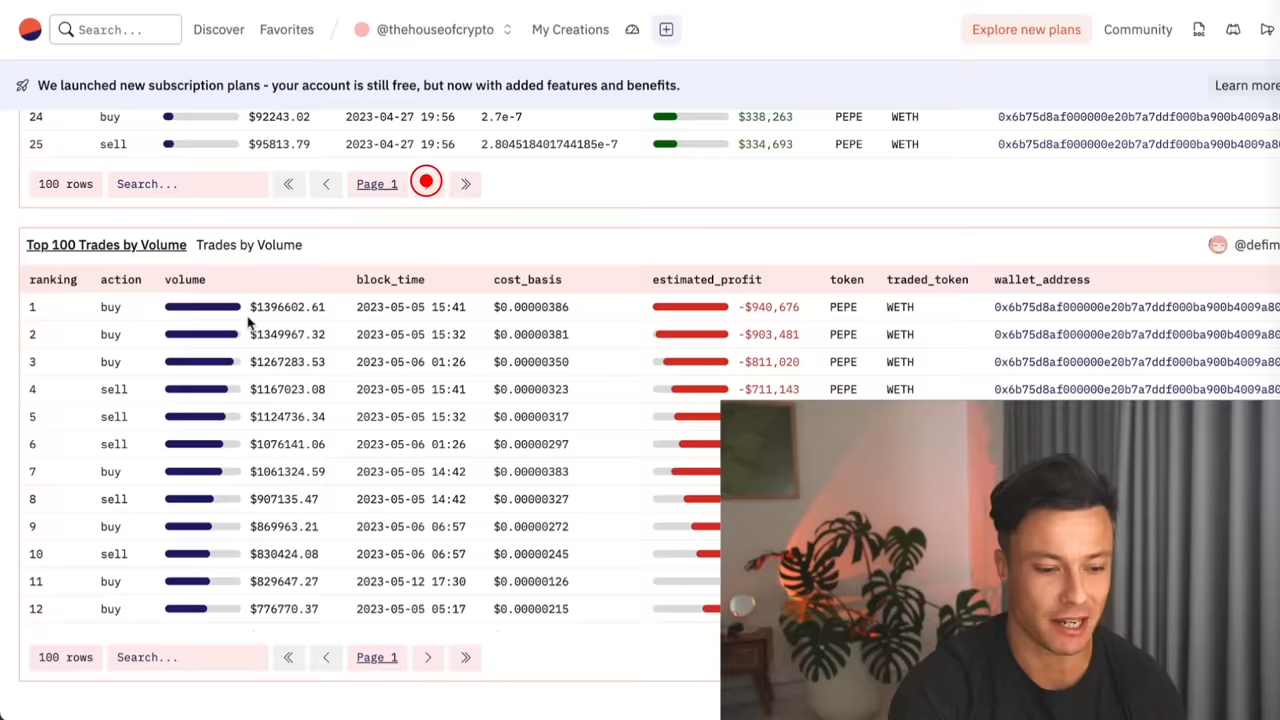 Search... Discover Favorites @thehouseofcrypto My Creations Explore new plans Community DOC
We launched new subscription plans - your account is still free, but now with added features and benefits. Learn more
24 buy $92243.02 2023-04-27 19:56 2.7e-7 $338,263 PEPE WETH 0x6b75d8af000000e20b7a7ddf000ba900b4009a80
25 sell $95813.79 2023-04-27 19:56 2.804518401744185e-7 $334,693 PEPE WETH 0x6b75d8af000000e20b7a7ddf000ba900b4009a80
100 rows Search... « < Page 1 »
Top 100 Trades by Volume Trades by Volume @defim
ranking action volume block_time cost_basis estimated_profit token traded_token wallet_address
1 buy $1396602.61 2023-05-05 15:41 $0.00000386 -$940,676 PEPE WETH 0x6b75d8af000000e20b7a7ddf000ba900b4009a80
2 buy $1349967.32 2023-05-05 15:32 $0.00000381 -$903,481 PEPE WETH 0x6b75d8af000000e20b7a7ddf000ba900b4009a80
3 buy $1267283.53 2023-05-06 01:26 $0.00000350 -$811,020 PEPE WETH 0x6b75d8af000000e20b7a7ddf000ba900b4009a80
4 sell $1167023.08 2023-05-05 15:41 $0.00000323 -$711,143 PEPE WETH 0x6b75d8af000000e20b7a7ddf000ba900b4009a80
5 sell $1124736.34 2023-05-05 15:32 $0.00000317
6 sell $1076141.06 2023-05-06 01:26 $0.00000297
7 buy $1061324.59 2023-05-05 14:42 $0.00000383
8 sell $907135.47 2023-05-05 14:42 $0.00000327
9 buy $869963.21 2023-05-06 06:57 $0.00000272
10 sell $830424.08 2023-05-06 06:57 $0.00000245
11 buy $829647.27 2023-05-12 17:30 $0.00000126
12 buy $776770.37 2023-05-05 05:17 $0.00000215
100 rows Search... « < Page 1 > »